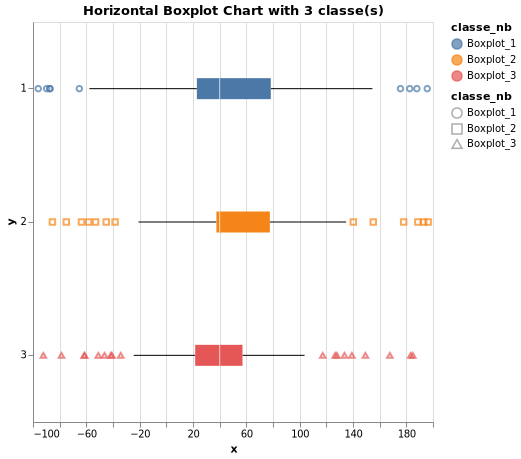 Horizontal Boxplot Chart with 3 classe(s)
classe_nb
Boxplot_1
Boxplot_2
Boxplot_3
classe_nb
Boxplot_1
Boxplot_2
Boxplot_3
y
1
2
3
−100 −60 −20 20 60 100 140 180
x